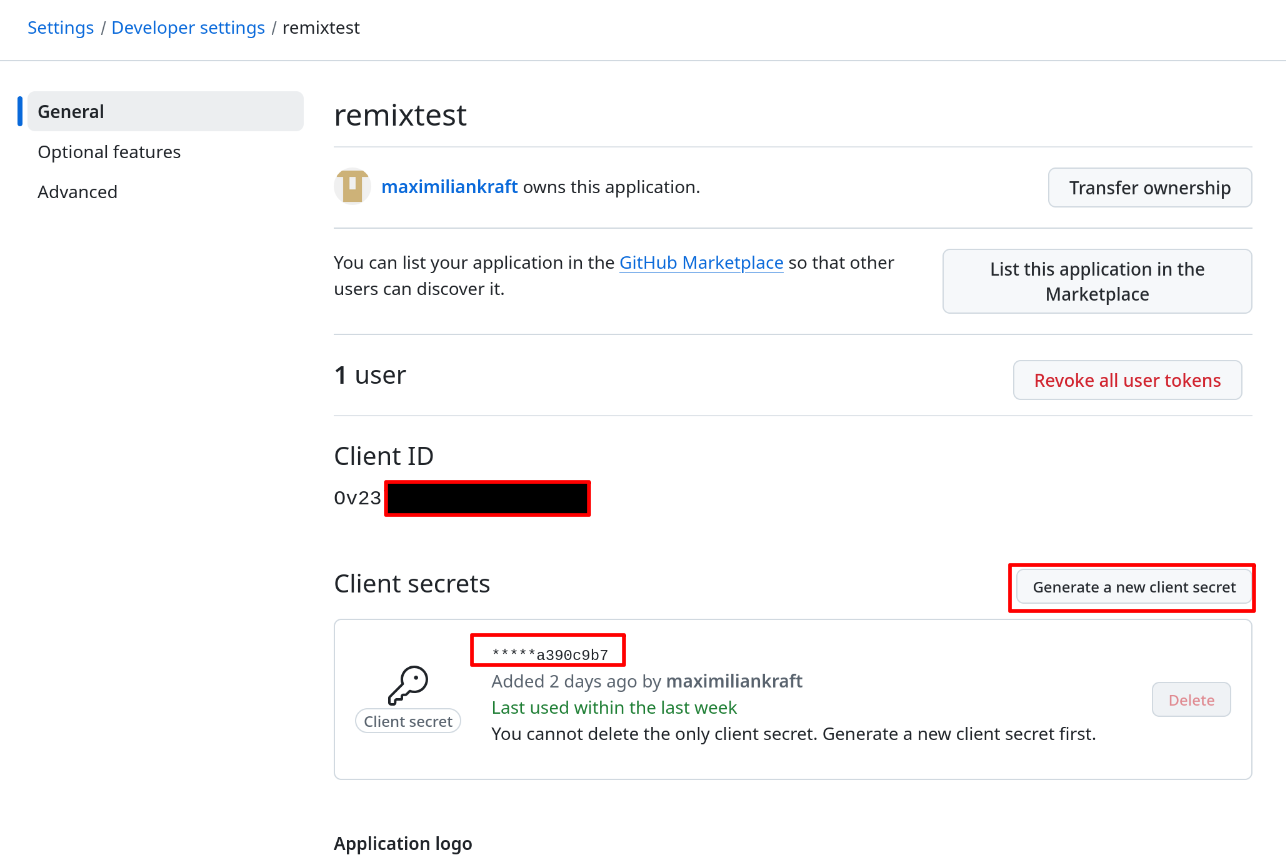 Settings / Developer settings / remixtest
General
Optional features
Advanced
remixtest
maximiliankraft owns this application.
Transfer ownership
You can list your application in the GitHub Marketplace so that other
users can discover it.
List this application in the
Marketplace
1 user
Revoke all user tokens
Client ID
0v23
Client secrets
Generate a new client secret
*****a390c9b7
Added 2 days ago by maximiliankraft
Last used within the last week
You cannot delete the only client secret. Generate a new client secret first.
Client secret
Delete
Application logo